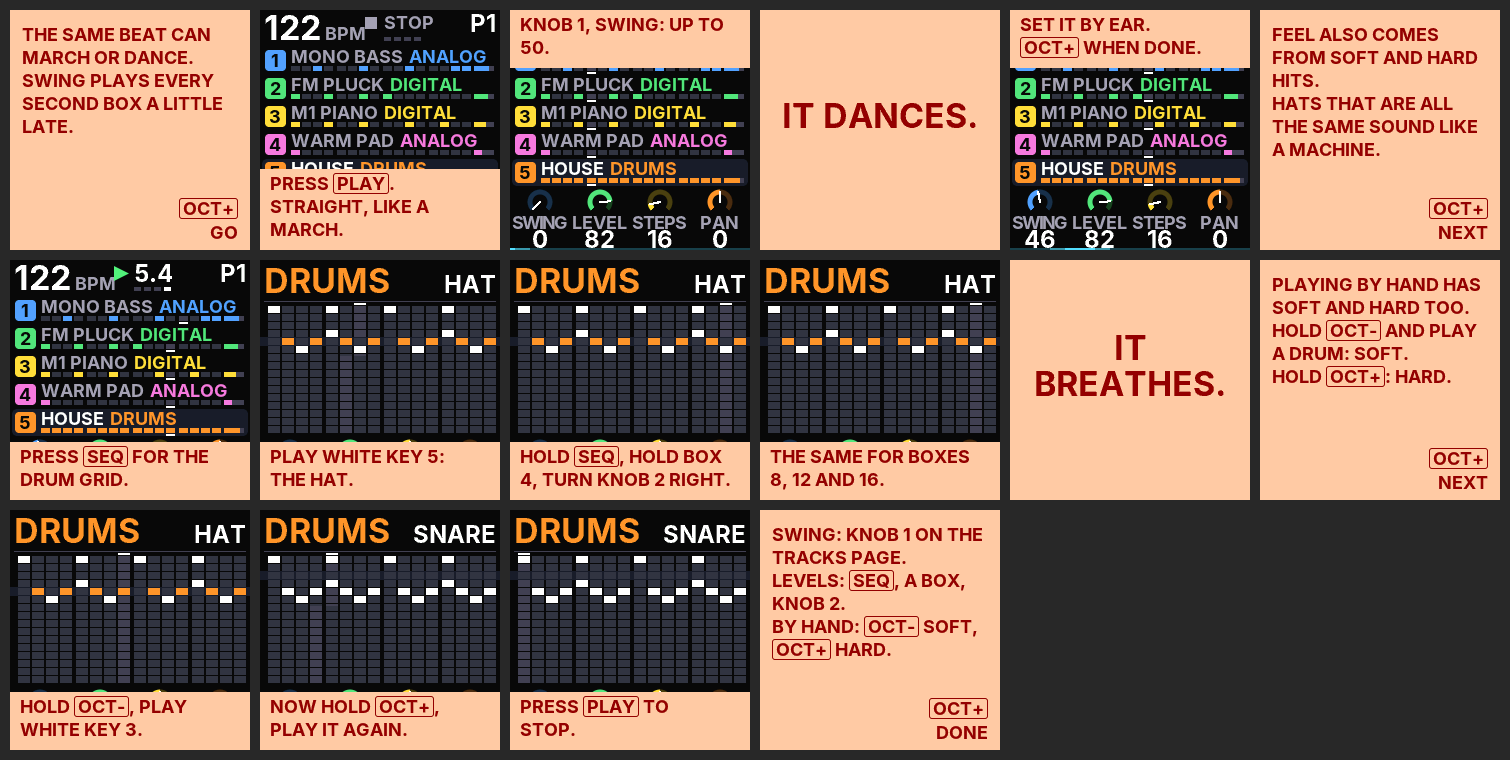 THE SAME BEAT CAN
MARCH OR DANCE.
SWING PLAYS EVERY
SECOND BOX A LITTLE
LATE.
OCT+
GO
122 BPM STOP P1
1 MONO BASS ANALOG
2 FM PLUCK DIGITAL
3 M1 PIANO DIGITAL
4 WARM PAD ANALOG
5 HOUSE DRUMS
PRESS PLAY.
STRAIGHT, LIKE A
MARCH.
KNOB 1, SWING: UP TO
50.
2 FM PLUCK DIGITAL
3 M1 PIANO DIGITAL
4 WARM PAD ANALOG
5 HOUSE DRUMS
SWING LEVEL STEPS PAN
0 82 16 0
IT DANCES.
SET IT BY EAR.
OCT+ WHEN DONE.
2 FM PLUCK DIGITAL
3 M1 PIANO DIGITAL
4 WARM PAD ANALOG
5 HOUSE DRUMS
SWING LEVEL STEPS PAN
46 82 16 0
FEEL ALSO COMES
FROM SOFT AND HARD
HITS.
HATS THAT ARE ALL
THE SAME SOUND LIKE
A MACHINE.
OCT+
NEXT
122 BPM 5.4 P1
1 MONO BASS ANALOG
2 FM PLUCK DIGITAL
3 M1 PIANO DIGITAL
4 WARM PAD ANALOG
5 HOUSE DRUMS
PRESS SEQ FOR THE
DRUM GRID.
DRUMS HAT
PLAY WHITE KEY 5:
THE HAT.
DRUMS HAT
HOLD SEQ, HOLD BOX
4, TURN KNOB 2 RIGHT.
DRUMS HAT
THE SAME FOR BOXES
8, 12 AND 16.
IT
BREATHES.
PLAYING BY HAND HAS
SOFT AND HARD TOO.
HOLD OCT- AND PLAY
A DRUM: SOFT.
HOLD OCT+: HARD.
OCT+
NEXT
DRUMS HAT
HOLD OCT-, PLAY
WHITE KEY 3.
DRUMS SNARE
NOW HOLD OCT+,
PLAY IT AGAIN.
DRUMS SNARE
PRESS PLAY TO
STOP.
SWING: KNOB 1 ON THE
TRACKS PAGE.
LEVELS: SEQ, A BOX,
KNOB 2.
BY HAND: OCT- SOFT,
OCT+ HARD.
OCT+
DONE